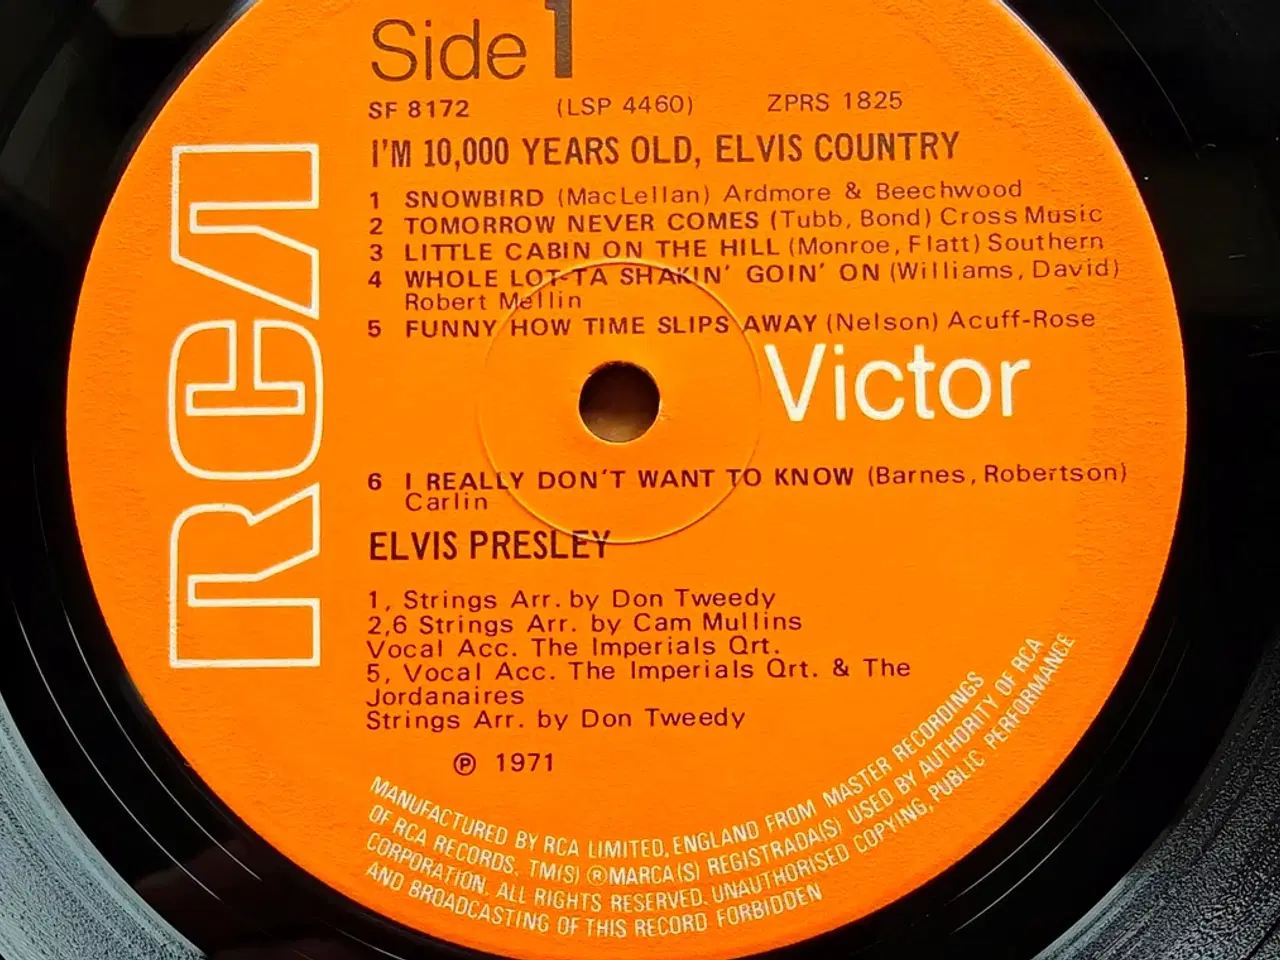 Side 1
SF 8172 (LSP 4460) ZPRS 1825
I'M 10,000 YEARS OLD, ELVIS COUNTRY
1 SNOWBIRD (MacLellan) Ardmore & Beechwood
2 TOMORROW NEVER COMES (Tubb, Bond) Cross Music
3 LITTLE CABIN ON THE HILL (Monroe, Flatt) Southern
4 WHOLE LOT-TA SHAKIN' GOIN' ON (Williams, David)
Robert Mellin
5 FUNNY HOW TIME SLIPS AWAY (Nelson) Acuff-Rose
RCA
Victor
6 I REALLY DON'T WANT TO KNOW (Barnes, Robertson)
Carlin
ELVIS PRESLEY
1, Strings Arr. by Don Tweedy
2,6 Strings Arr. by Cam Mullins
Vocal Acc. The Imperials Qrt.
5, Vocal Acc. The Imperials Qrt. & The
Jordanaires
Strings Arr. by Don Tweedy
℗ 1971
MANUFACTURED BY RCA LIMITED, ENGLAND FROM MASTER RECORDINGS
OF RCA RECORDS. TM(S) ® MARCA(S) REGISTRADA(S) USED BY AUTHORITY OF RCA
CORPORATION. ALL RIGHTS RESERVED. UNAUTHORISED COPYING, PUBLIC PERFORMANCE
AND BROADCASTING OF THIS RECORD FORBIDDEN